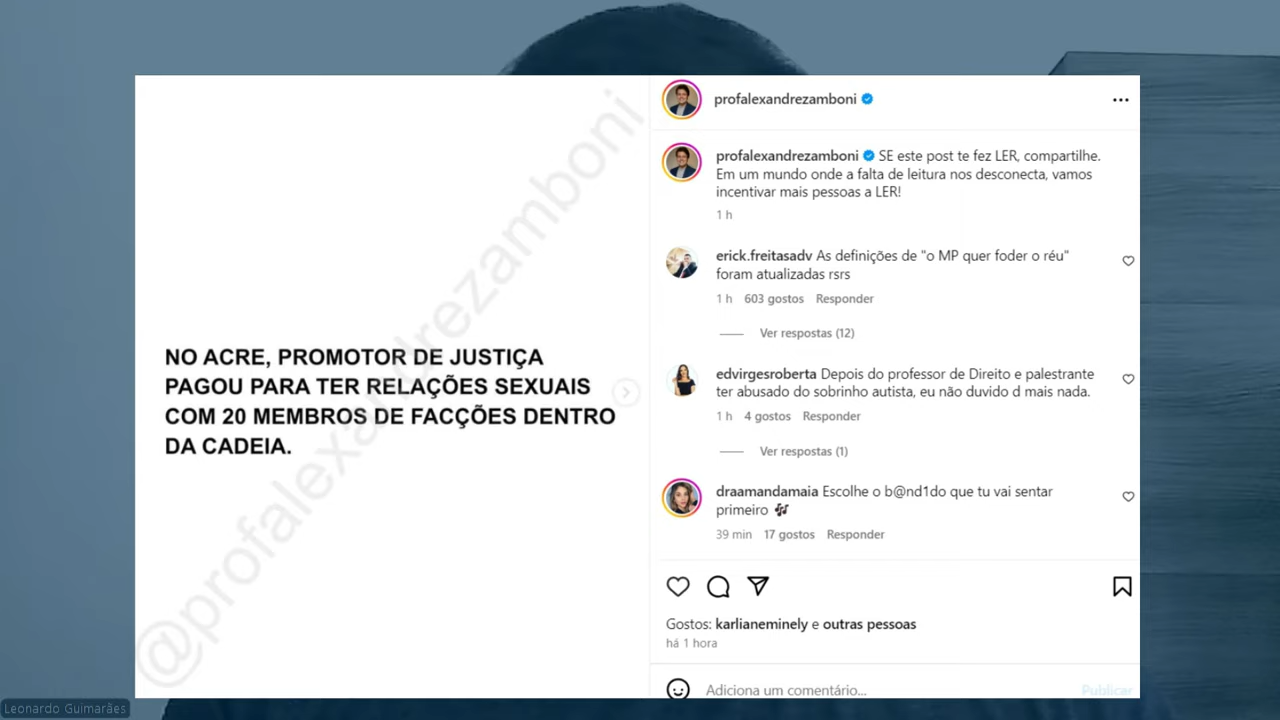 @profalexandrezamboni
NO ACRE, PROMOTOR DE JUSTIÇA
PAGOU PARA TER RELAÇÕES SEXUAIS
COM 20 MEMBROS DE FACÇÕES DENTRO
DA CADEIA.
profalexandrezamboni
profalexandrezamboni SE este post te fez LER, compartilhe.
Em um mundo onde a falta de leitura nos desconecta, vamos
incentivar mais pessoas a LER!
1 h
erick.freitasadv As definições de "o MP quer foder o réu"
foram atualizadas rsrs
1 h 603 gostos Responder
Ver respostas (12)
edvirgesroberta Depois do professor de Direito e palestrante
ter abusado do sobrinho autista, eu não duvido d mais nada.
1 h 4 gostos Responder
Ver respostas (1)
draamandamaia Escolhe o b@nd1do que tu vai sentar
primeiro 🎶
39 min 17 gostos Responder
Gostos: karlianeminely e outras pessoas
há 1 hora
Adiciona um comentário...
Publicar
Leonardo Guimarães